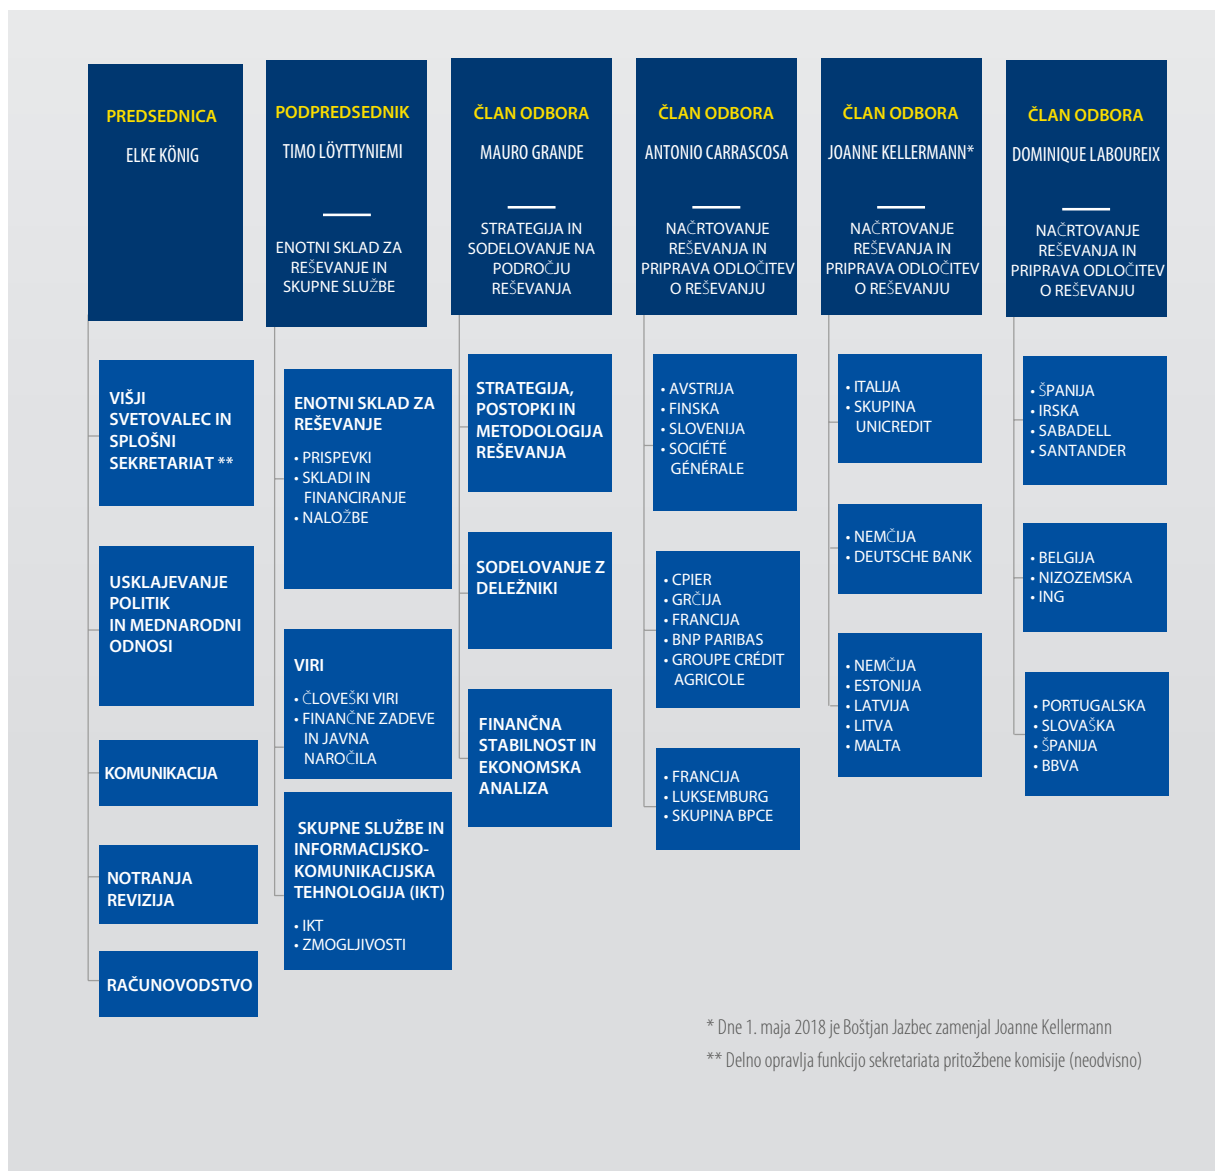 PREDSEDNICA
ELKE KÖNIG
VIŠJI
SVETOVALEC IN
SPLOŠNI
SEKRETARIAT **
USKLAJEVANJE
POLITIK
IN MEDNARODNI
ODNOSI
KOMUNIKACIJA
NOTRANJA
REVIZIJA
RAČUNOVODSTVO
PODPREDSEDNIK
TIMO LÖYTTYNIEMI
ENOTNI SKLAD ZA
REŠEVANJE IN
SKUPNE SLUŽBE
ENOTNI SKLAD ZA
REŠEVANJE
• PRISPEVKI
• SKLADI IN
FINANCIRANJE
• NALOŽBE
VIRI
• ČLOVEŠKI VIRI
• FINANČNE ZADEVE
IN JAVNA
NAROČILA
SKUPNE SLUŽBE IN
INFORMACIJSKO-
KOMUNIKACIJSKA
TEHNOLOGIJA (IKT)
• IKT
• ZMOGLJIVOSTI
ČLAN ODBORA
MAURO GRANDE
STRATEGIJA IN
SODELOVANJE NA
PODROČJU
REŠEVANJA
STRATEGIJA,
POSTOPKI IN
METODOLOGIJA
REŠEVANJA
SODELOVANJE Z
DELEŽNIKI
FINANČNA
STABILNOST IN
EKONOMSKA
ANALIZA
ČLAN ODBORA
ANTONIO CARRASCOSA
NAČRTOVANJE
REŠEVANJA IN
PRIPRAVA ODLOČITEV
O REŠEVANJU
• AVSTRIJA
• FINSKA
• SLOVENIJA
• SOCIÉTÉ
GÉNÉRALE
• CPIER
• GRČIJA
• FRANCIJA
• BNP PARIBAS
• GROUPE CRÉDIT
AGRICOLE
• FRANCIJA
• LUKSEMBURG
• SKUPINA BPCE
ČLAN ODBORA
JOANNE KELLERMANN*
NAČRTOVANJE
REŠEVANJA IN
PRIPRAVA ODLOČITEV
O REŠEVANJU
• ITALIJA
• SKUPINA
UNICREDIT
• NEMČIJA
• DEUTSCHE BANK
• NEMČIJA
• ESTONIJA
• LATVIJA
• LITVA
• MALTA
ČLAN ODBORA
DOMINIQUE LABOUREIX
NAČRTOVANJE
REŠEVANJA IN
PRIPRAVA ODLOČITEV
O REŠEVANJU
• ŠPANIJA
• IRSKA
• SABADELL
• SANTANDER
• BELGIJA
• NIZOZEMSKA
• ING
• PORTUGALSKA
• SLOVAŠKA
• ŠPANIJA
• BBVA
* Dne 1. maja 2018 je Boštjan Jazbec zamenjal Joanne Kellermann
** Delno opravlja funkcijo sekretariata pritožbene komisije (neodvisno)